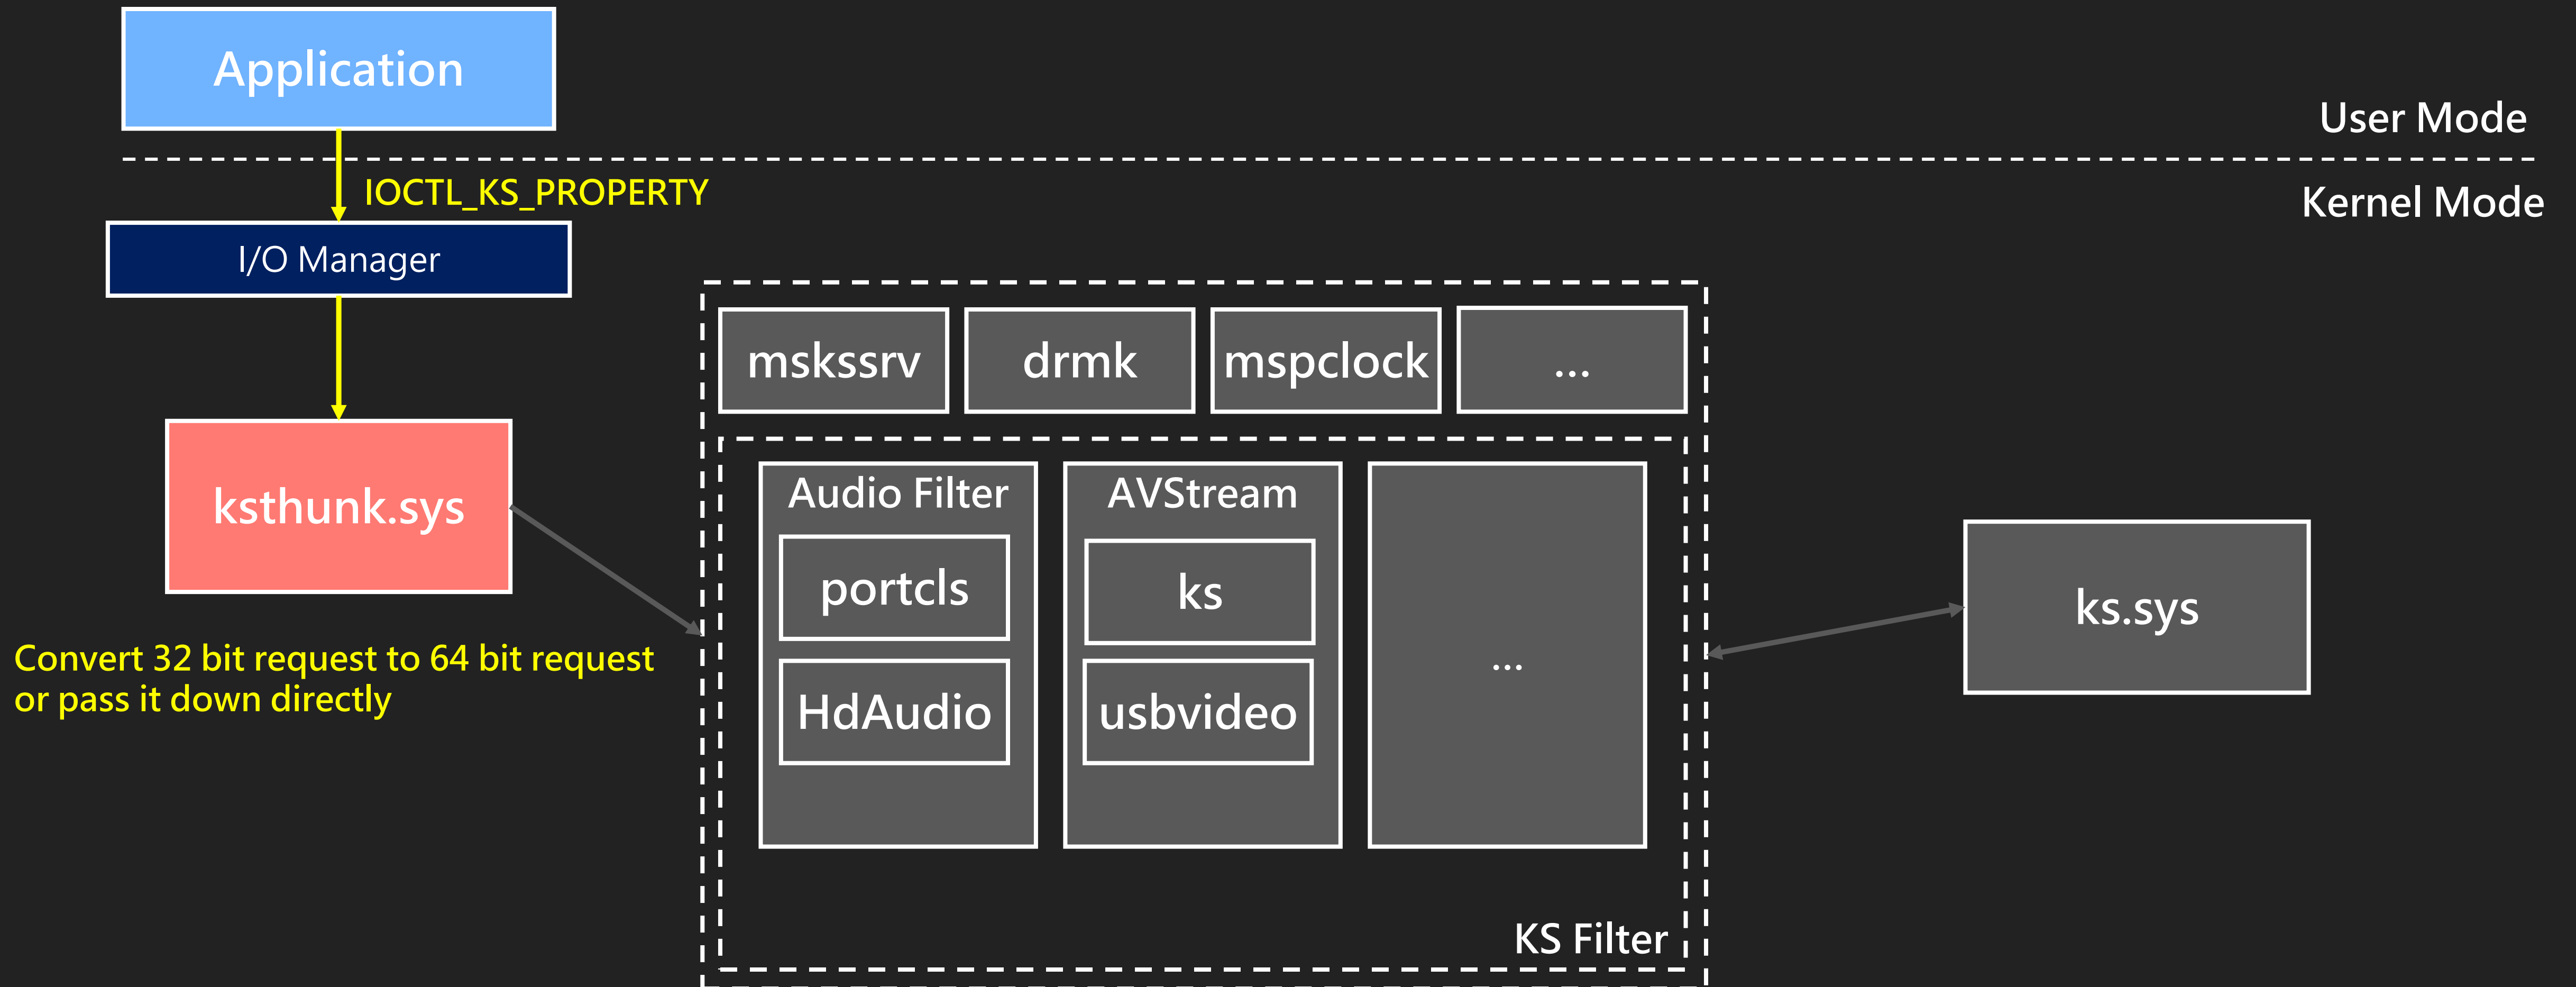 Application
User Mode
IOCTL_KS_PROPERTY
Kernel Mode
I/O Manager
mskssrv
drmk
mspclock
...
ksthunk.sys
Convert 32 bit request to 64 bit request
or pass it down directly
Audio Filter
portcls
HdAudio
AVStream
ks
usbvideo
...
KS Filter
ks.sys